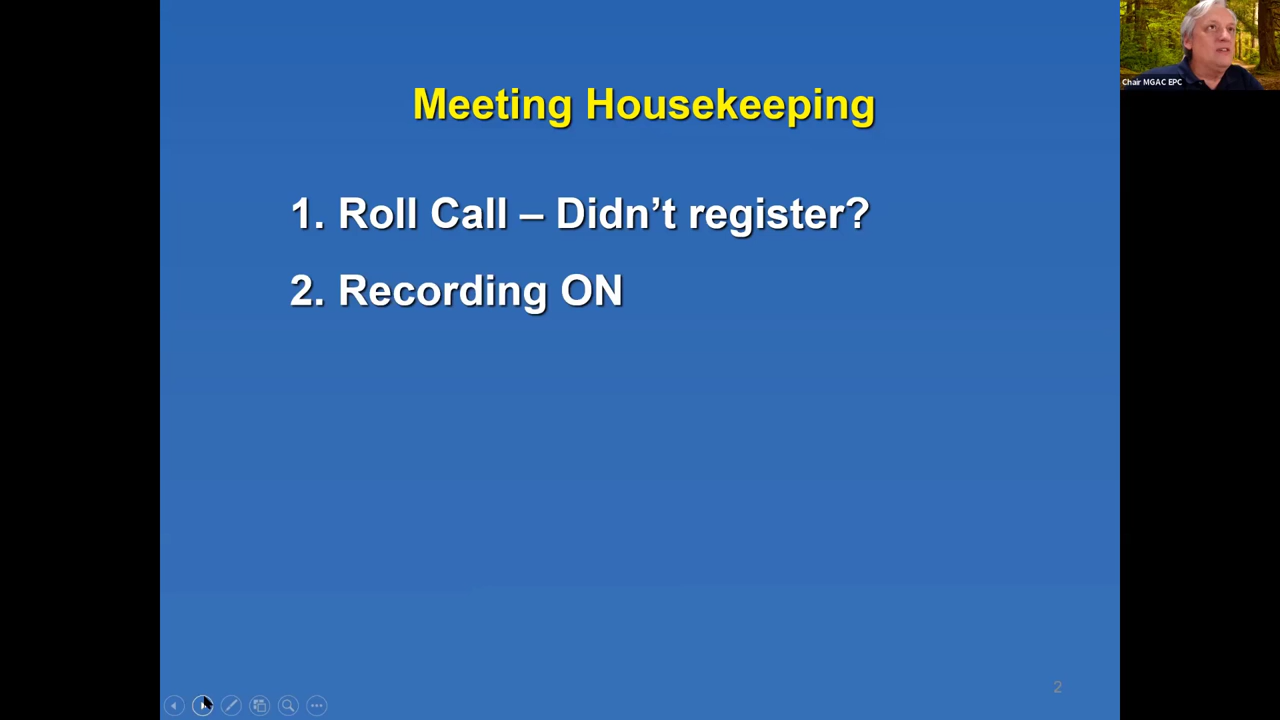 Meeting Housekeeping
1. Roll Call – Didn’t register?
2. Recording ON
Chair MGAC EPC
2